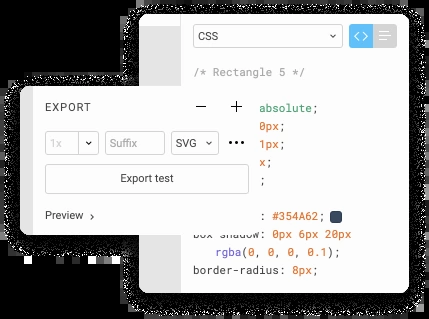 CSS
/* Rectangle 5 */
EXPORT
absolute;
0px;
1px;
x;
;
1x
Suffix
SVG
Export test
Preview
: #354A62;
box-shadow: 0px 6px 20px
rgba(0, 0, 0, 0.1);
border-radius: 8px;